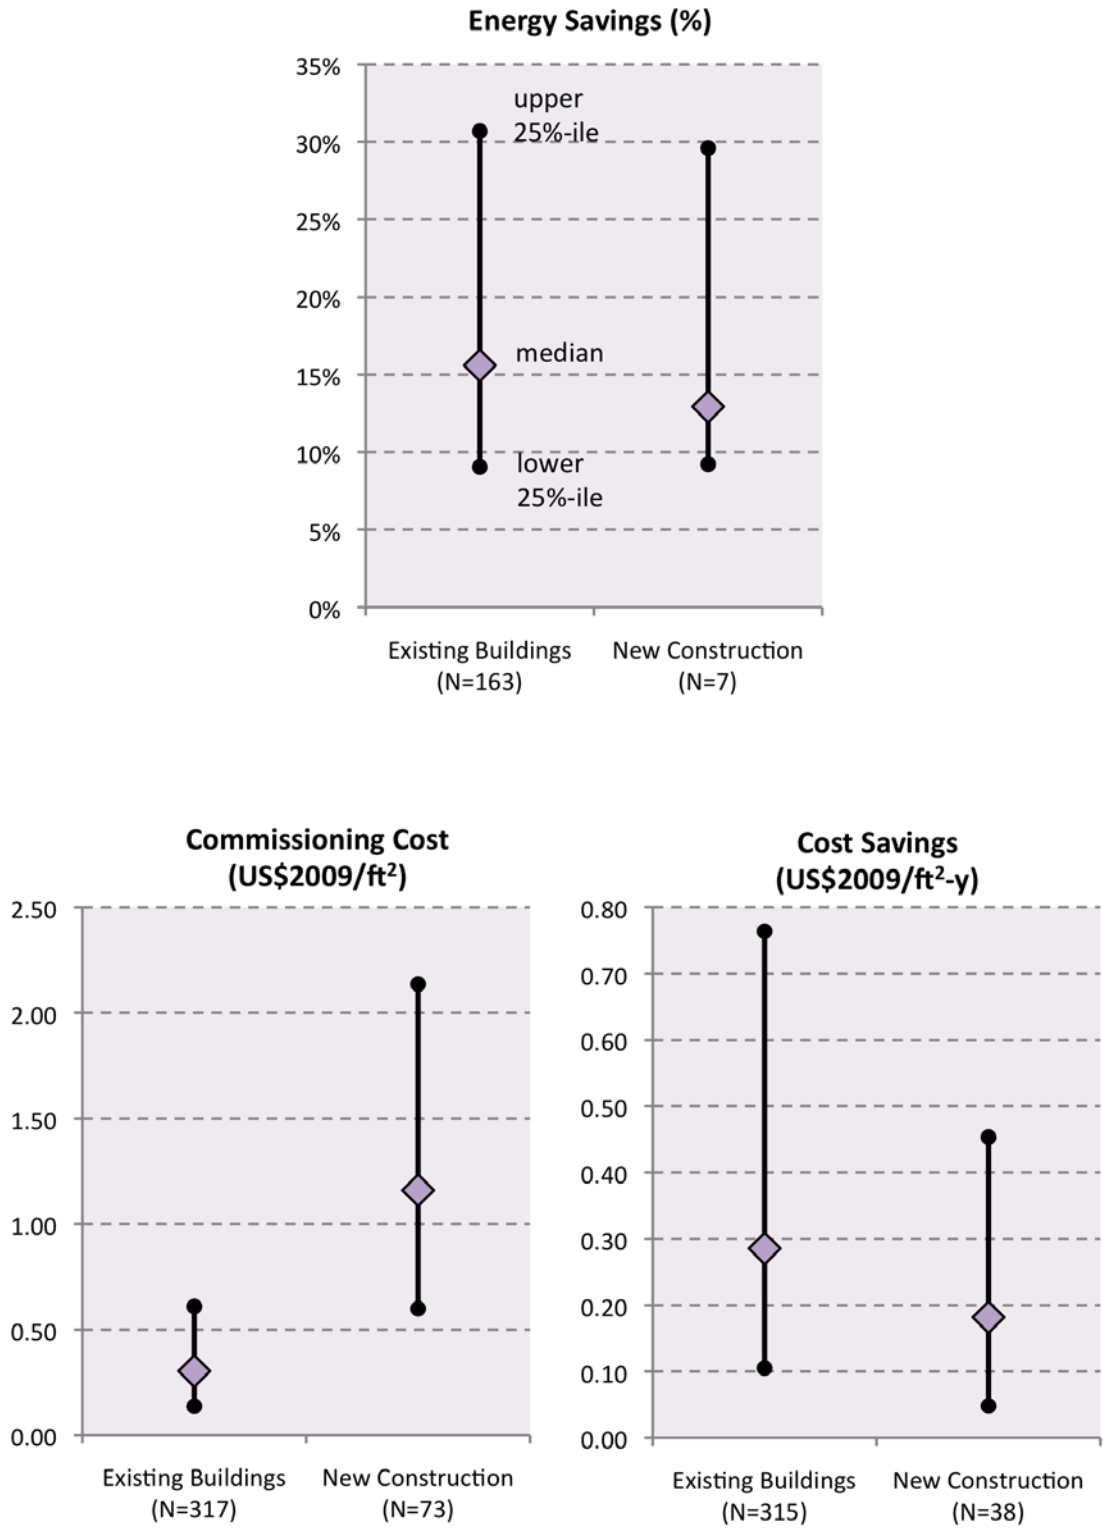 Energy Savings (%)
35%
upper
25%-ile
30%
25%
20%
median
15%
10%
lower
25%-ile
5%
0%
Existing Buildings
(N=163)
New Construction
(N=7)
Commissioning Cost
(US$2009/ft²)
2.50
2.00
1.50
1.00
0.50
0.00
Existing Buildings
(N=317)
New Construction
(N=73)
Cost Savings
(US$2009/ft²-y)
0.80
0.70
0.60
0.50
0.40
0.30
0.20
0.10
0.00
Existing Buildings
(N=315)
New Construction
(N=38)